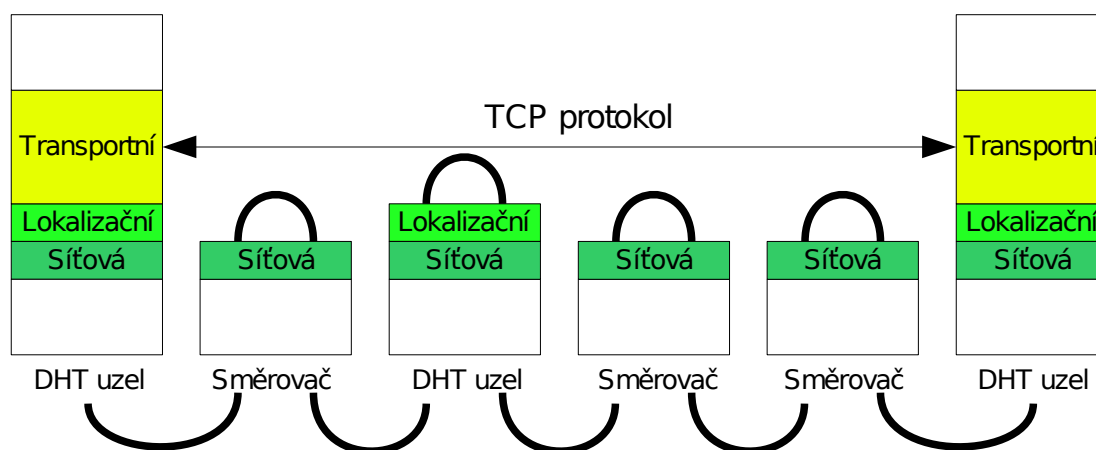 TCP protokol
Transportní
Transportní
Lokalizační
Lokalizační
Lokalizační
Síťová
Síťová
Síťová
Síťová
Síťová
Síťová
DHT uzel
Směrovač
DHT uzel
Směrovač
Směrovač
DHT uzel